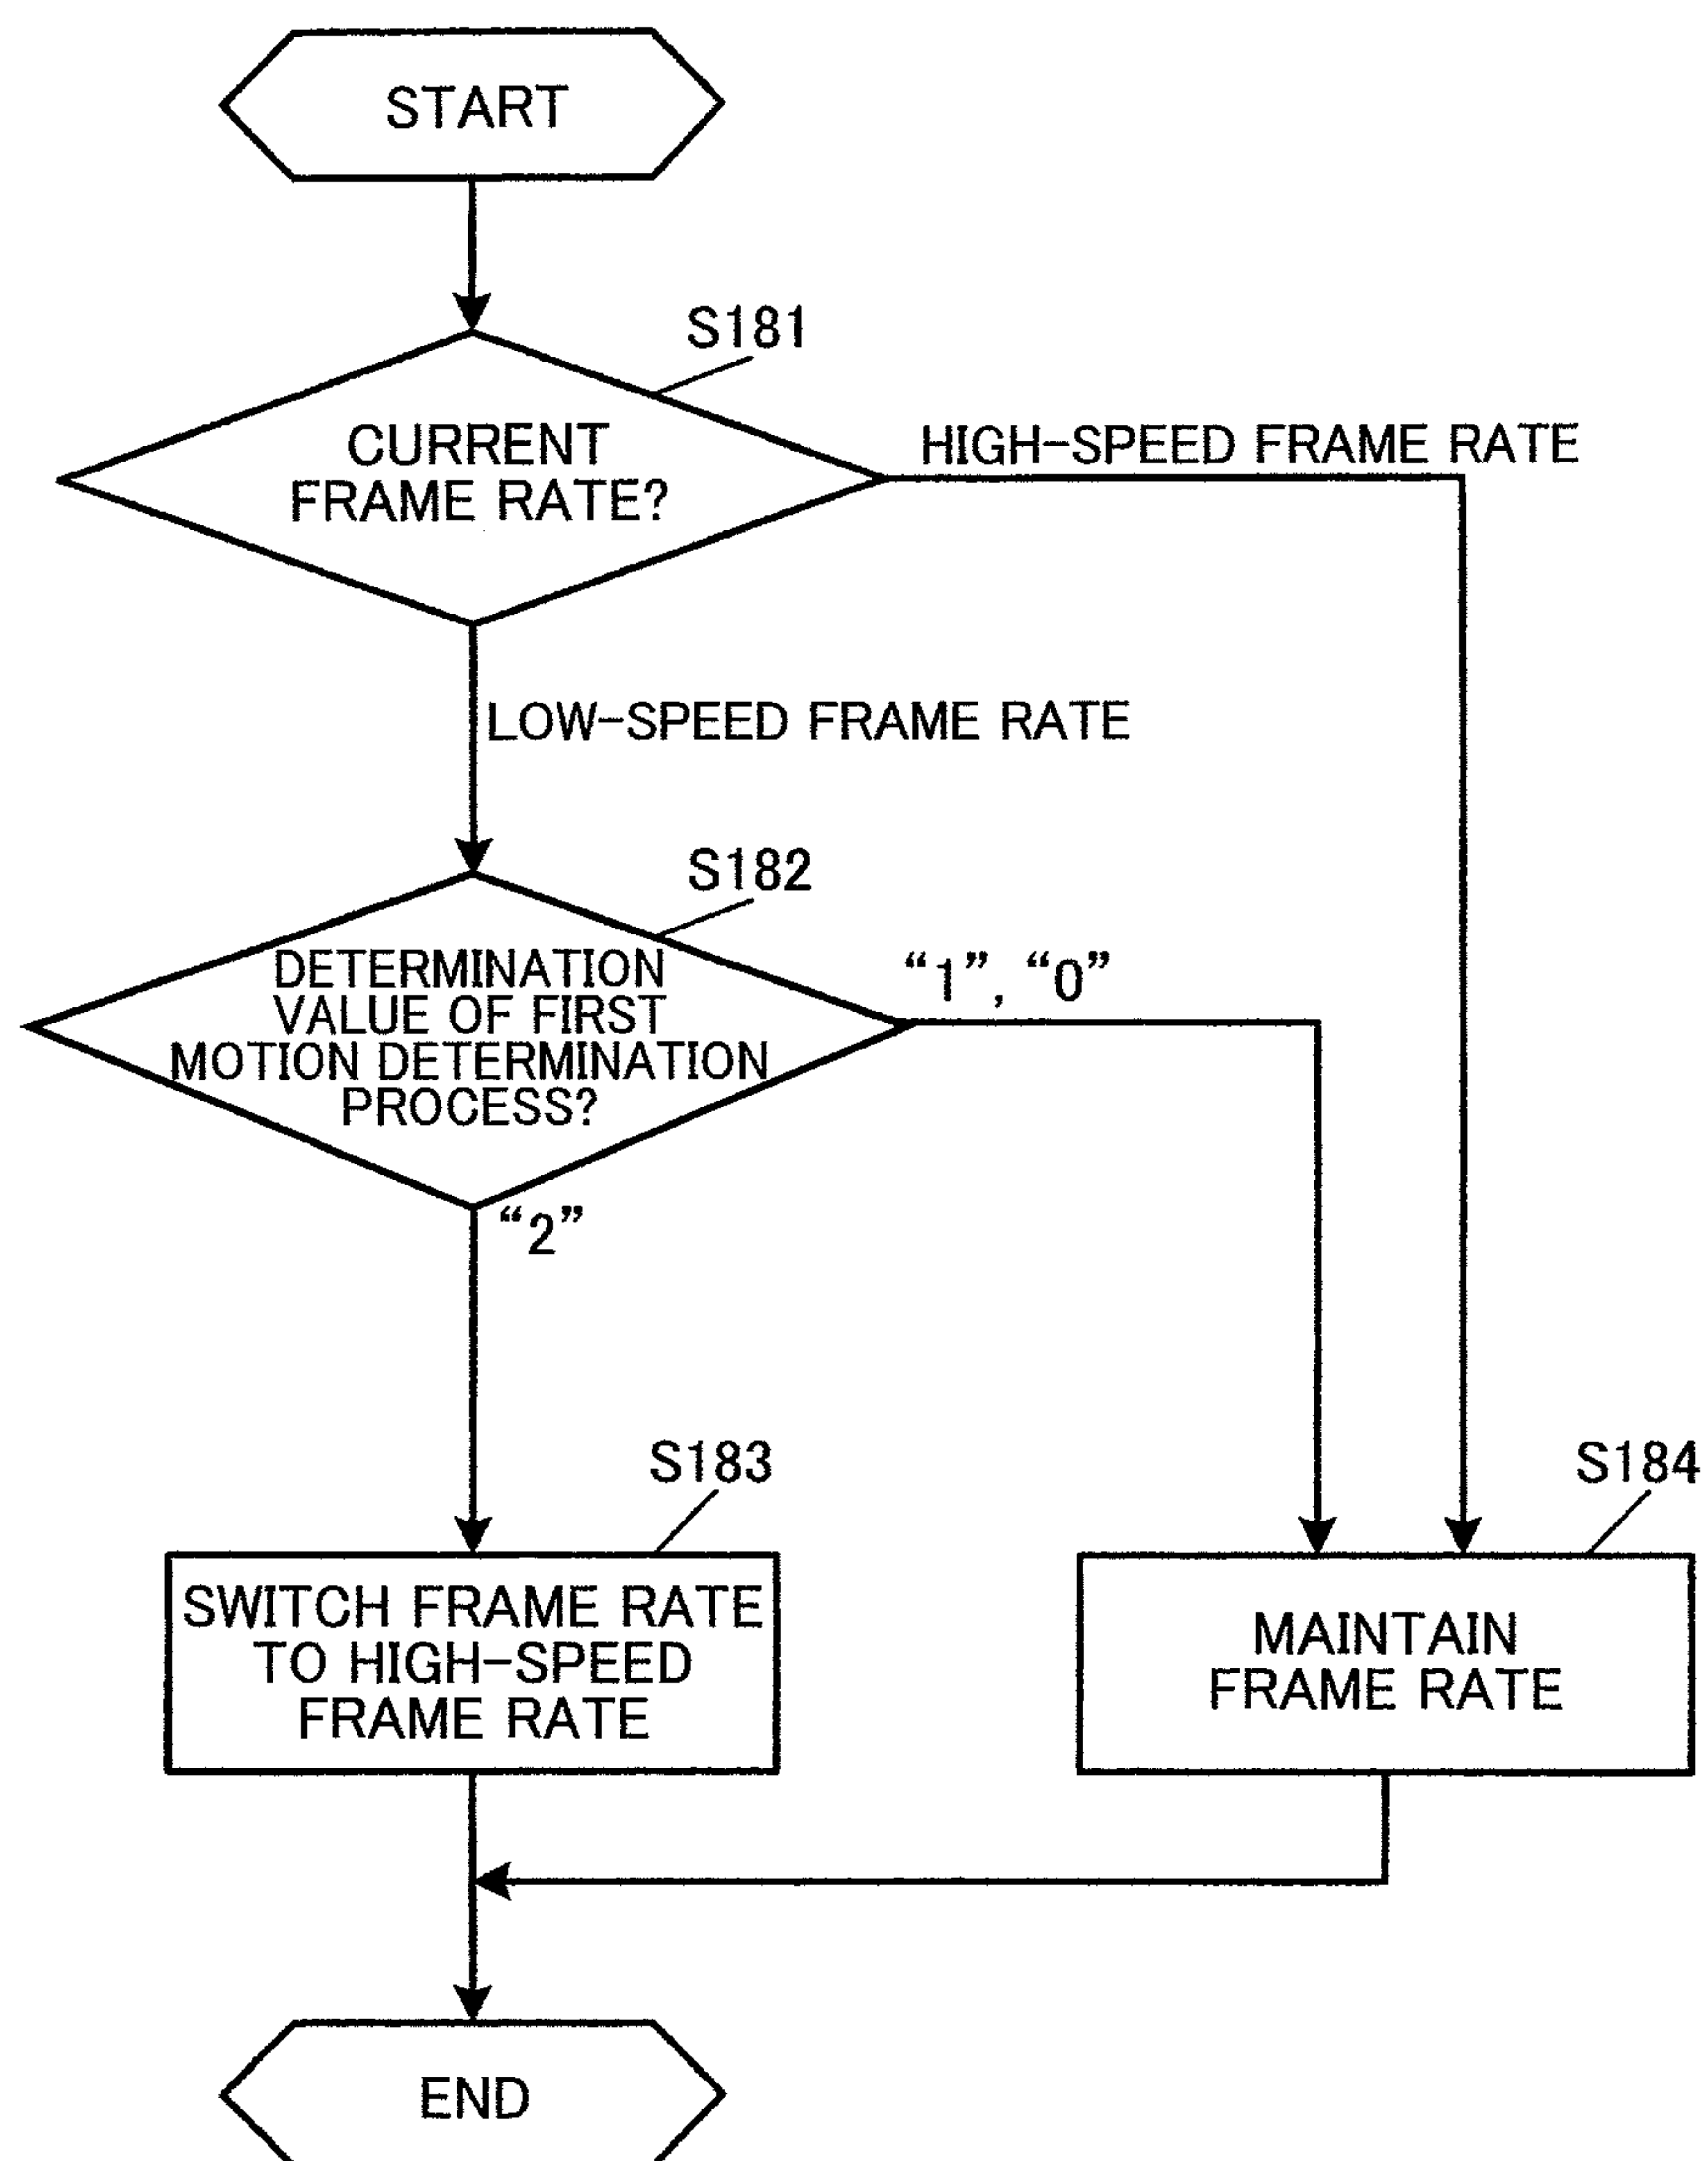 START
S181
CURRENT
FRAME RATE?
HIGH-SPEED FRAME RATE
LOW-SPEED FRAME RATE
S182
DETERMINATION
VALUE OF FIRST
MOTION DETERMINATION
PROCESS?
“1”, “0”
“2”
S183
SWITCH FRAME RATE
TO HIGH-SPEED
FRAME RATE
S184
MAINTAIN
FRAME RATE
END